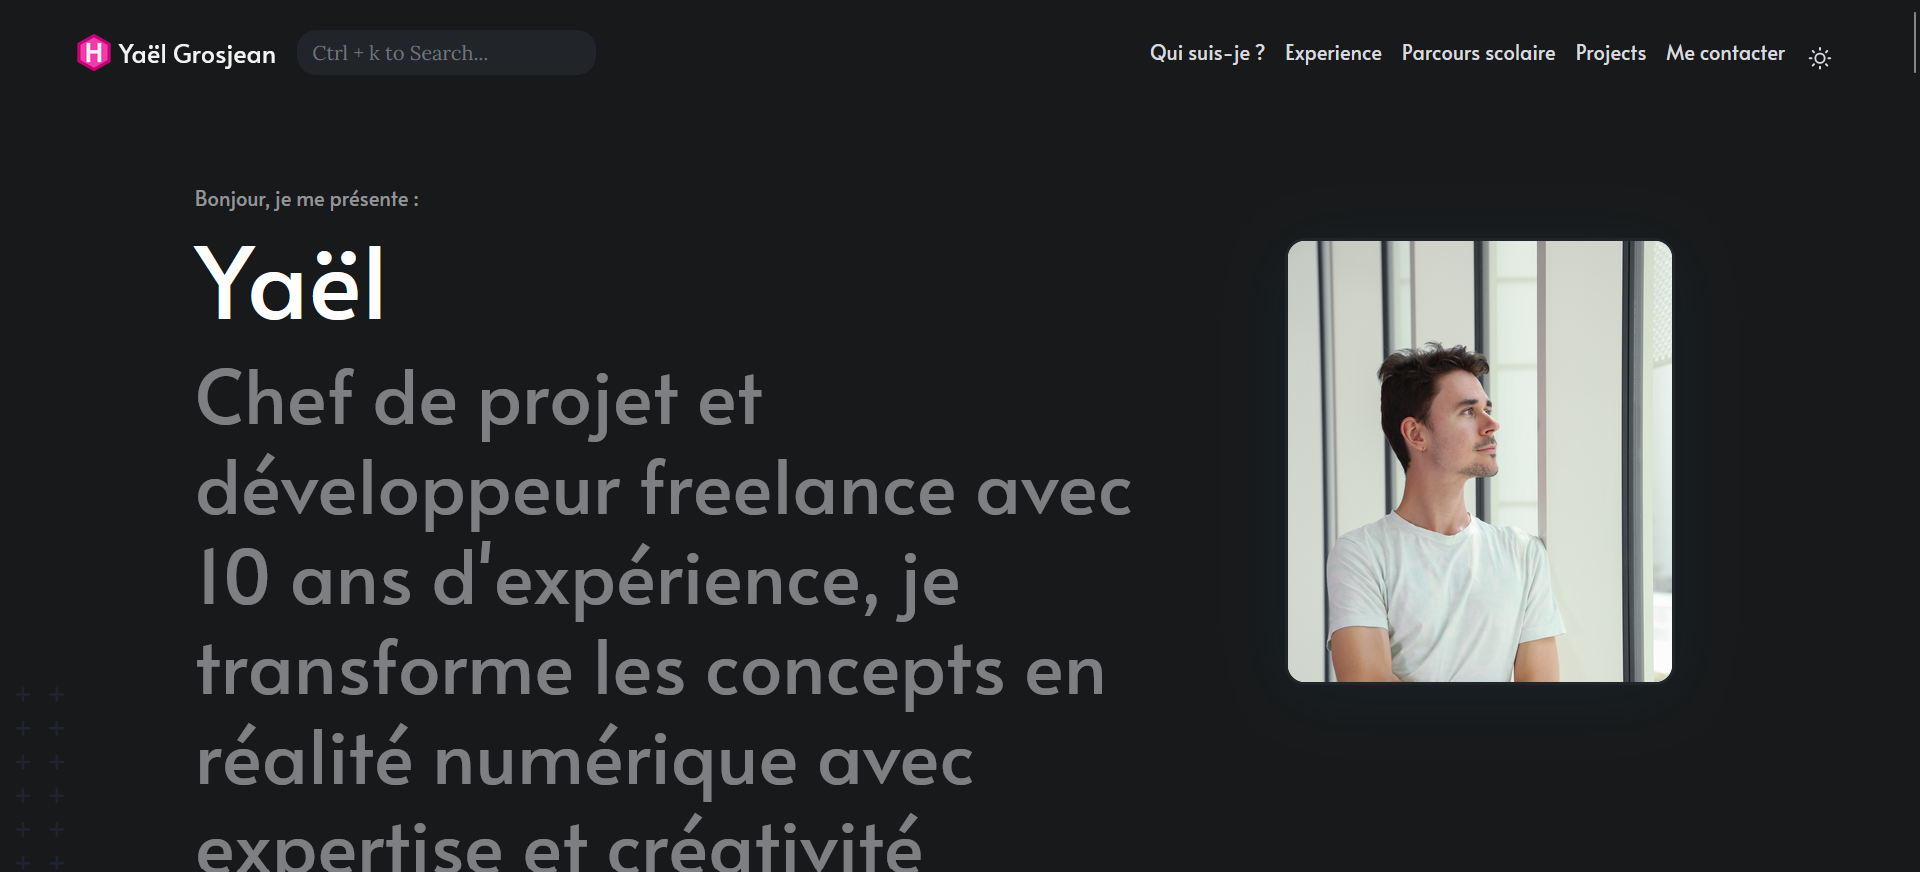 H Yaël Grosjean
Ctrl + k to Search...
Qui suis-je ? Experience Parcours scolaire Projects Me contacter
Bonjour, je me présente :
Yaël
Chef de projet et
développeur freelance avec
10 ans d'expérience, je
transforme les concepts en
réalité numérique avec
expertise et créativité